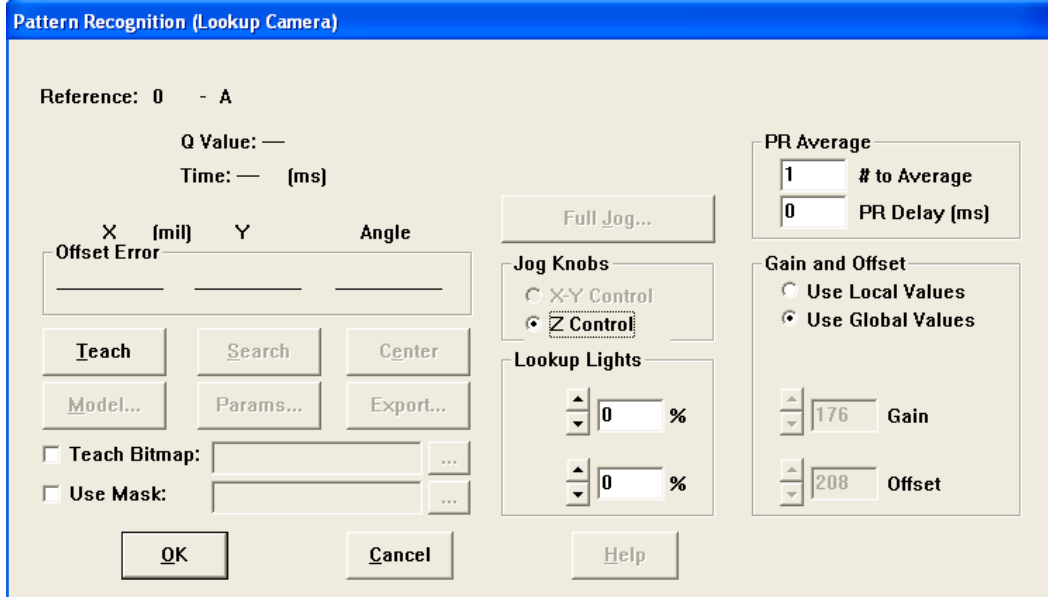 Pattern Recognition (Lookup Camera)
Reference: 0 - A
Q Value: —
Time: — (ms)
X (mil) Y Angle
Offset Error
Teach Search Center
Model... Params... Export...
Teach Bitmap: ...
Use Mask: ...
OK Cancel Help
Full Jog...
Jog Knobs
X-Y Control
Z Control
Lookup Lights
0 %
0 %
PR Average
1 # to Average
0 PR Delay (ms)
Gain and Offset
Use Local Values
Use Global Values
176 Gain
208 Offset